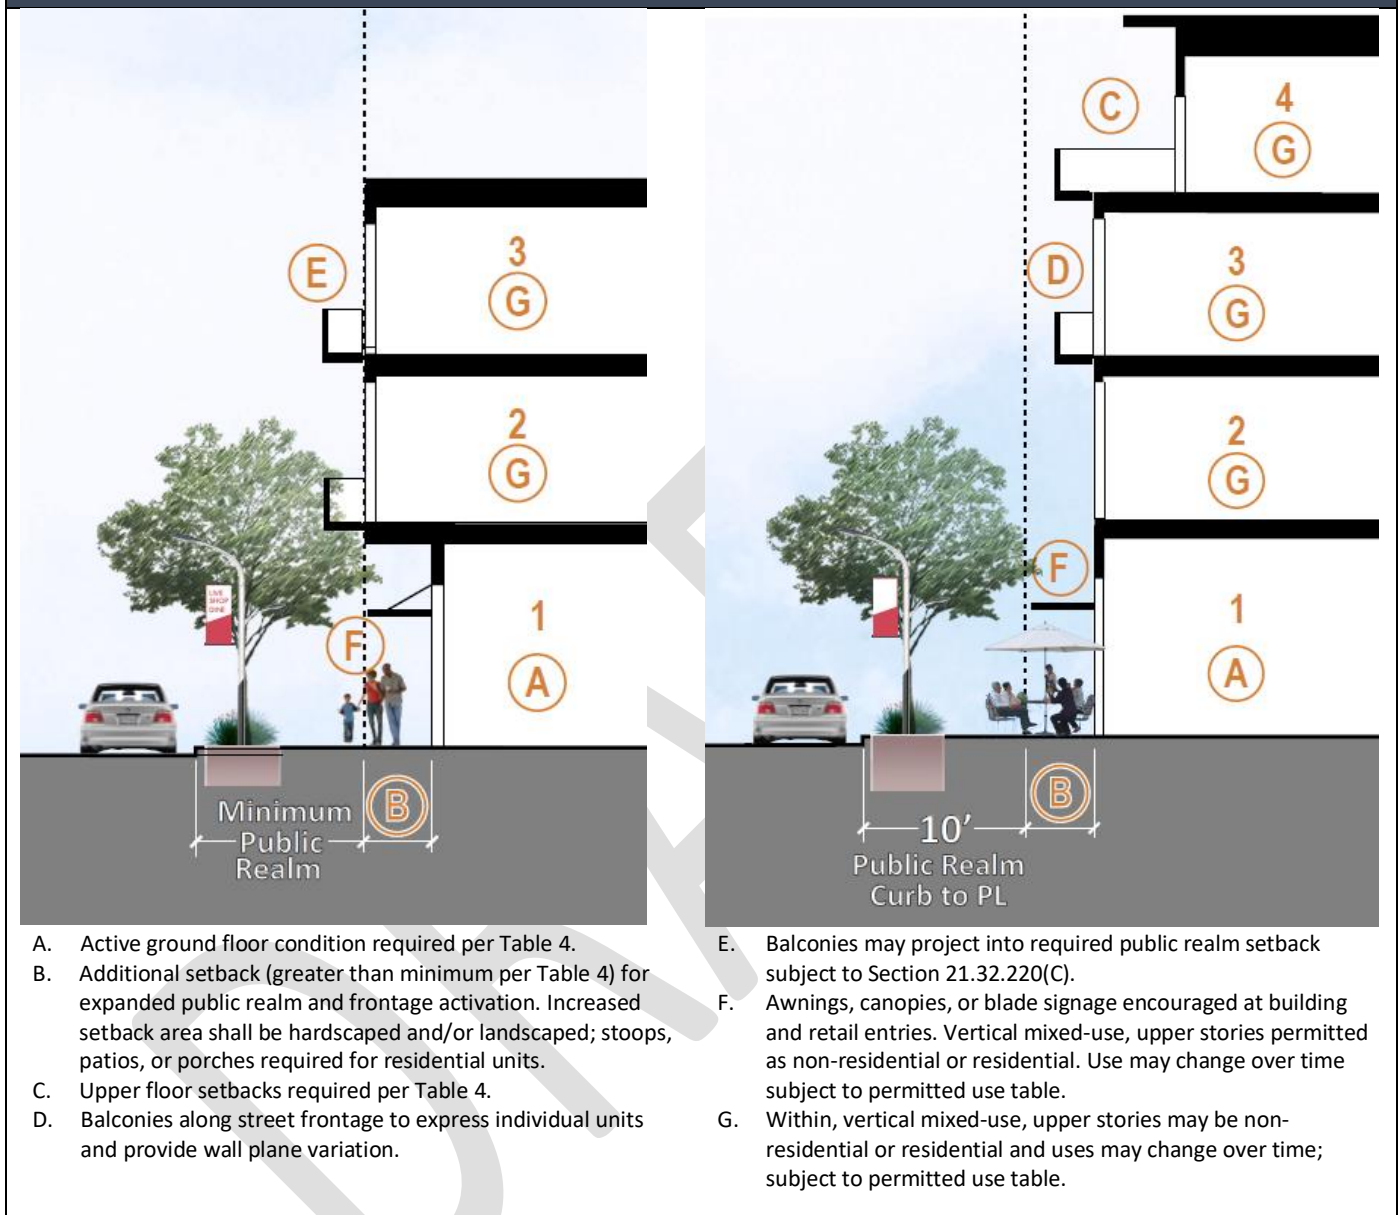 E
3
G
2
G
LIVE
SHOP
DINE
F
1
A
Minimum
Public
Realm
B
C
4
G
D
3
G
2
G
F
1
A
B
10’
Public Realm
Curb to PL
A. Active ground floor condition required per Table 4.
B. Additional setback (greater than minimum per Table 4) for
expanded public realm and frontage activation. Increased
setback area shall be hardscaped and/or landscaped; stoops,
patios, or porches required for residential units.
C. Upper floor setbacks required per Table 4.
D. Balconies along street frontage to express individual units
and provide wall plane variation.
E. Balconies may project into required public realm setback
subject to Section 21.32.220(C).
F. Awnings, canopies, or blade signage encouraged at building
and retail entries. Vertical mixed-use, upper stories permitted
as non-residential or residential. Use may change over time
subject to permitted use table.
G. Within, vertical mixed-use, upper stories may be non-
residential or residential and uses may change over time;
subject to permitted use table.
DRAF